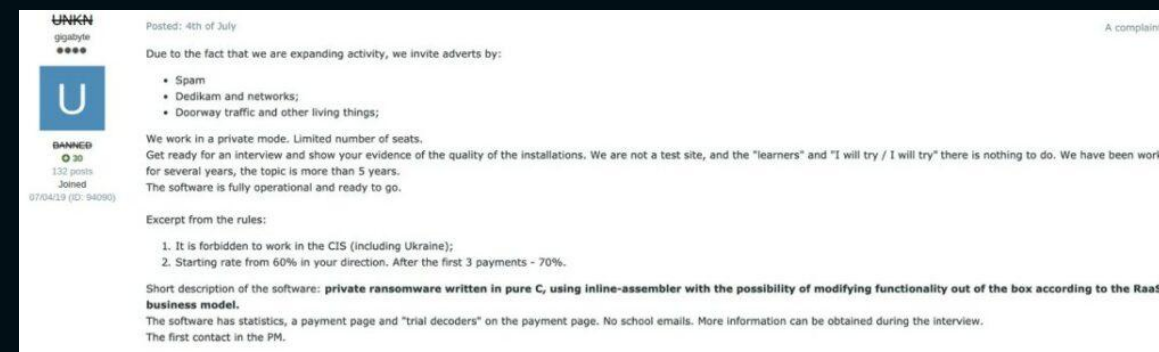 UNKN
gigabyte
Posted: 4th of July
A complaint
Due to the fact that we are expanding activity, we invite adverts by:
U
• Spam
• Dedikam and networks;
• Doorway traffic and other living things;
BANNED
30
132 posts
Joined
07/04/19 (ID: 94090)
We work in a private mode. Limited number of seats.
Get ready for an interview and show your evidence of the quality of the installations. We are not a test site, and the "learners" and "I will try / I will try" there is nothing to do. We have been work
for several years, the topic is more than 5 years.
The software is fully operational and ready to go.
Excerpt from the rules:
1. It is forbidden to work in the CIS (including Ukraine);
2. Starting rate from 60% in your direction. After the first 3 payments - 70%.
Short description of the software: private ransomware written in pure C, using inline-assembler with the possibility of modifying functionality out of the box according to the RaaS
business model.
The software has statistics, a payment page and "trial decoders" on the payment page. No school emails. More information can be obtained during the interview.
The first contact in the PM.